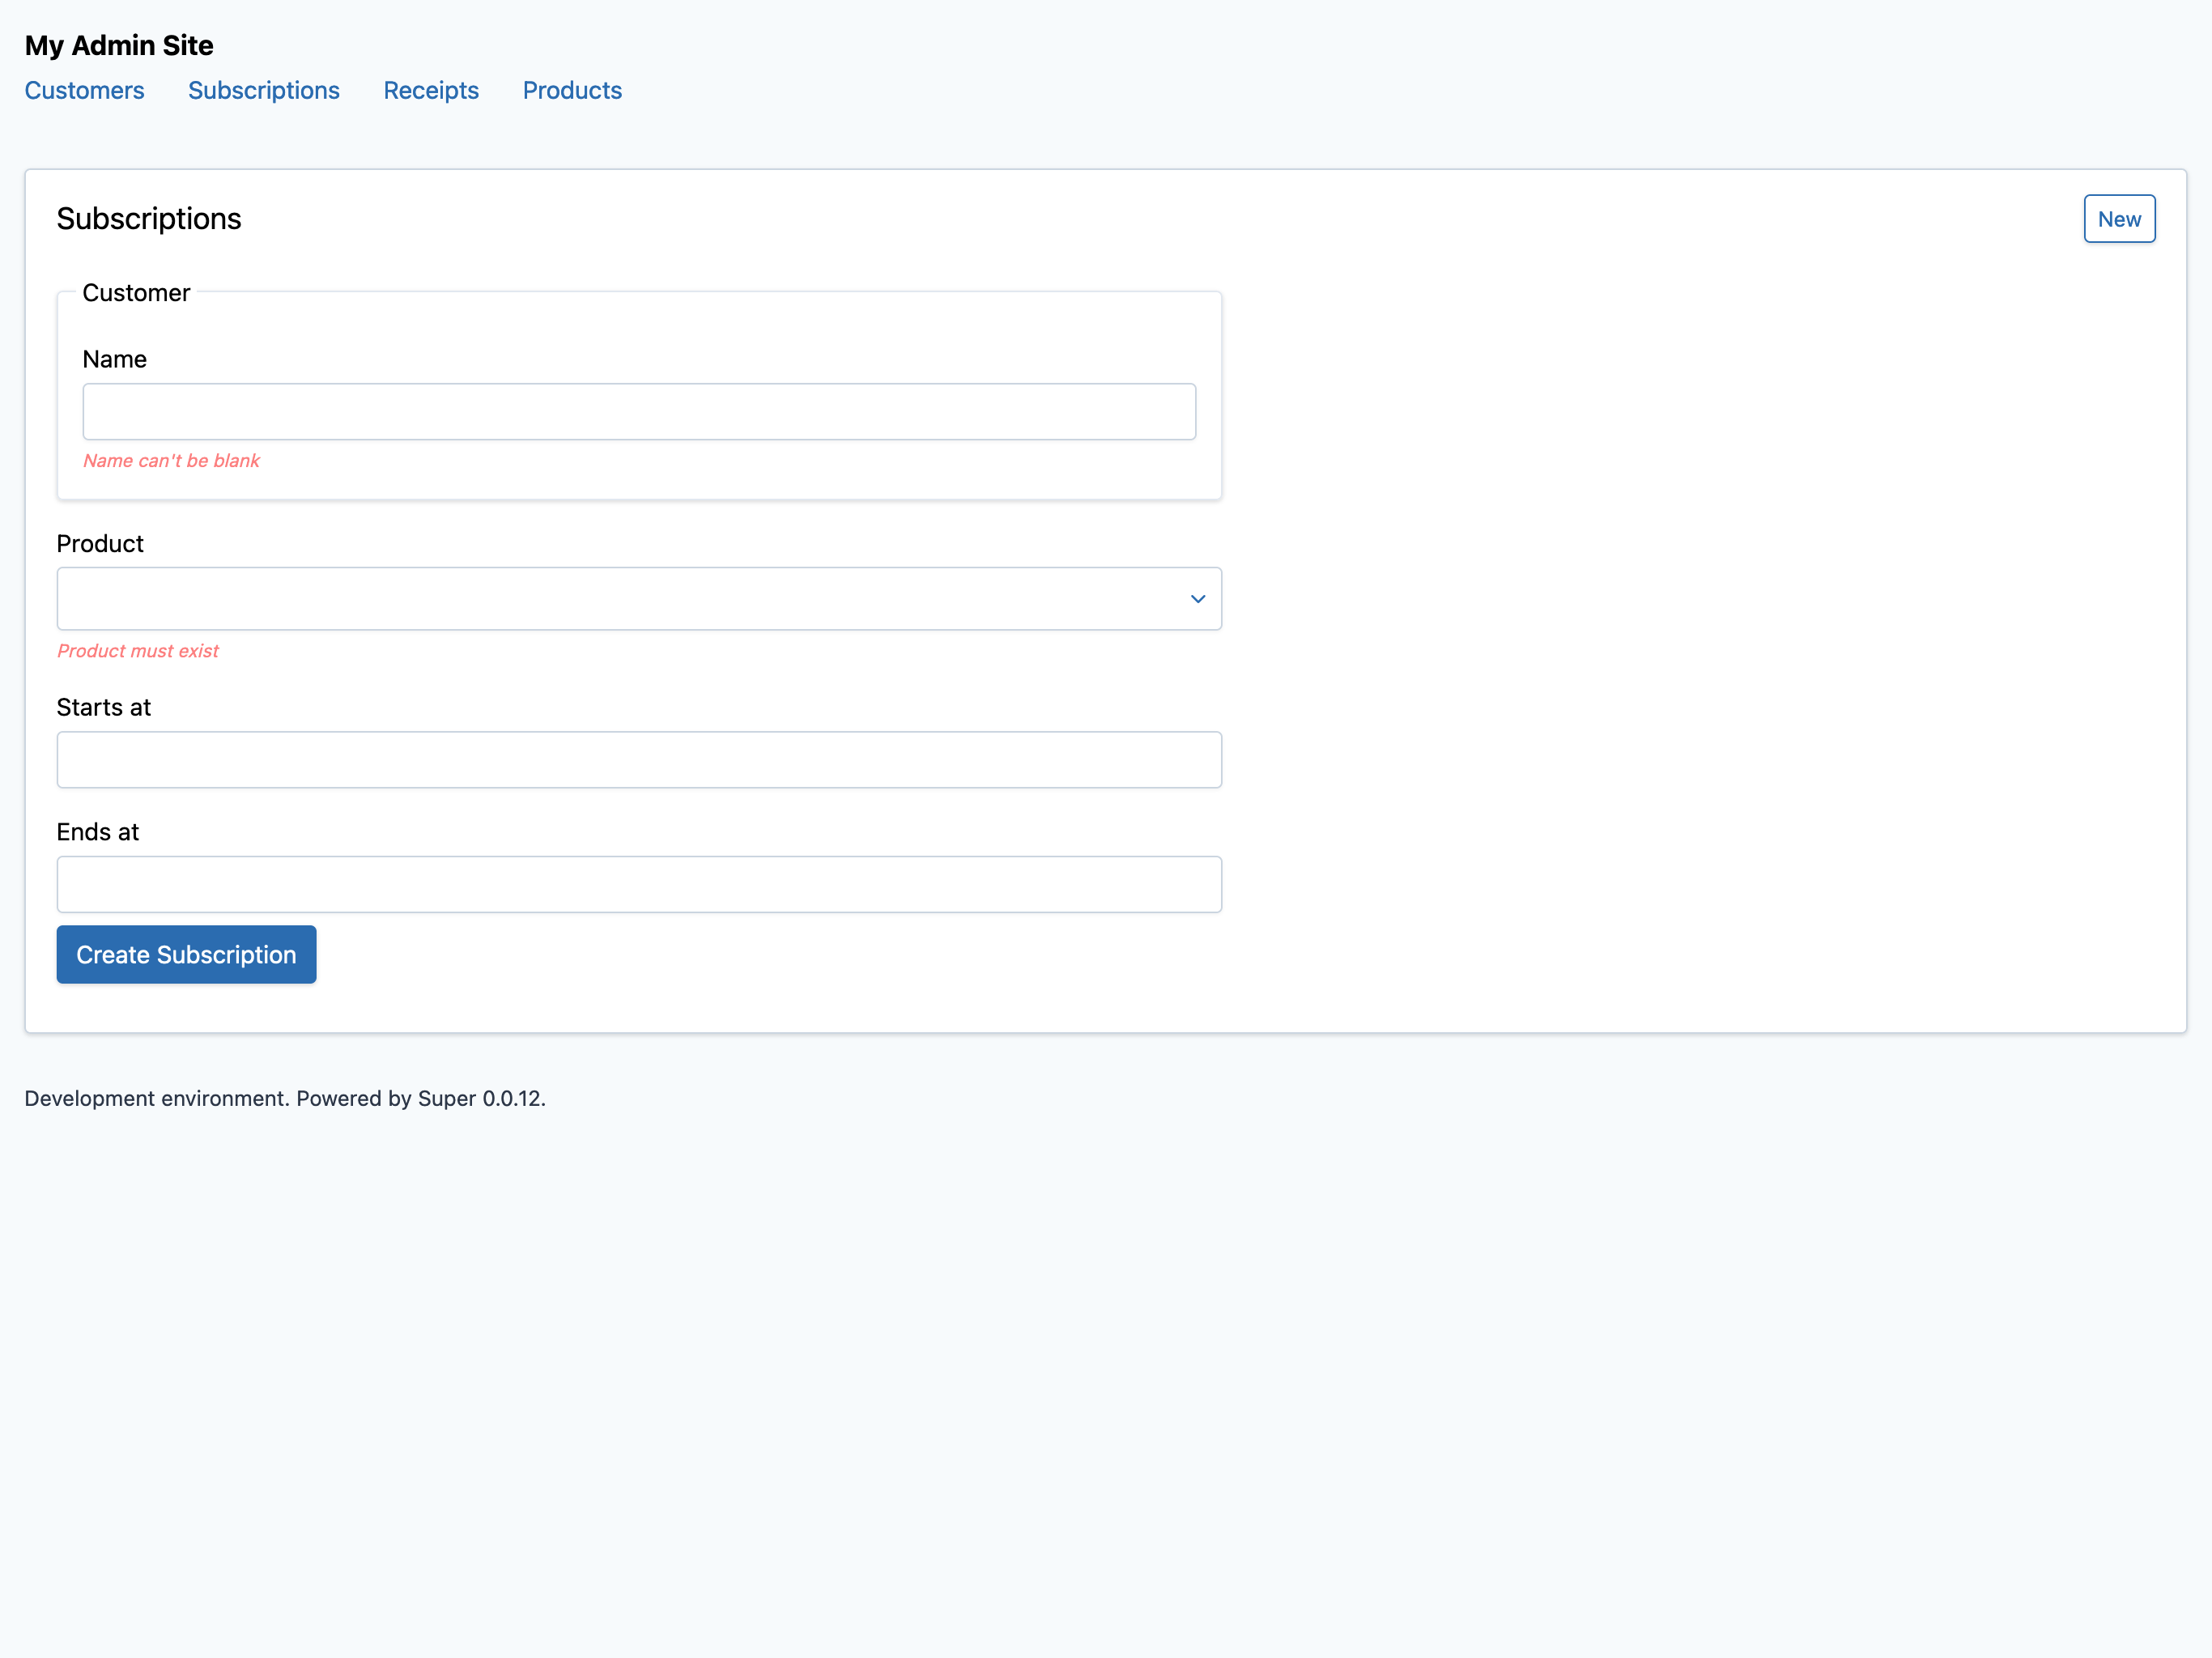 My Admin Site
Customers Subscriptions Receipts Products
Subscriptions New
Customer
Name
Name can't be blank
Product
Product must exist
Starts at
Ends at
Create Subscription
Development environment. Powered by Super 0.0.12.